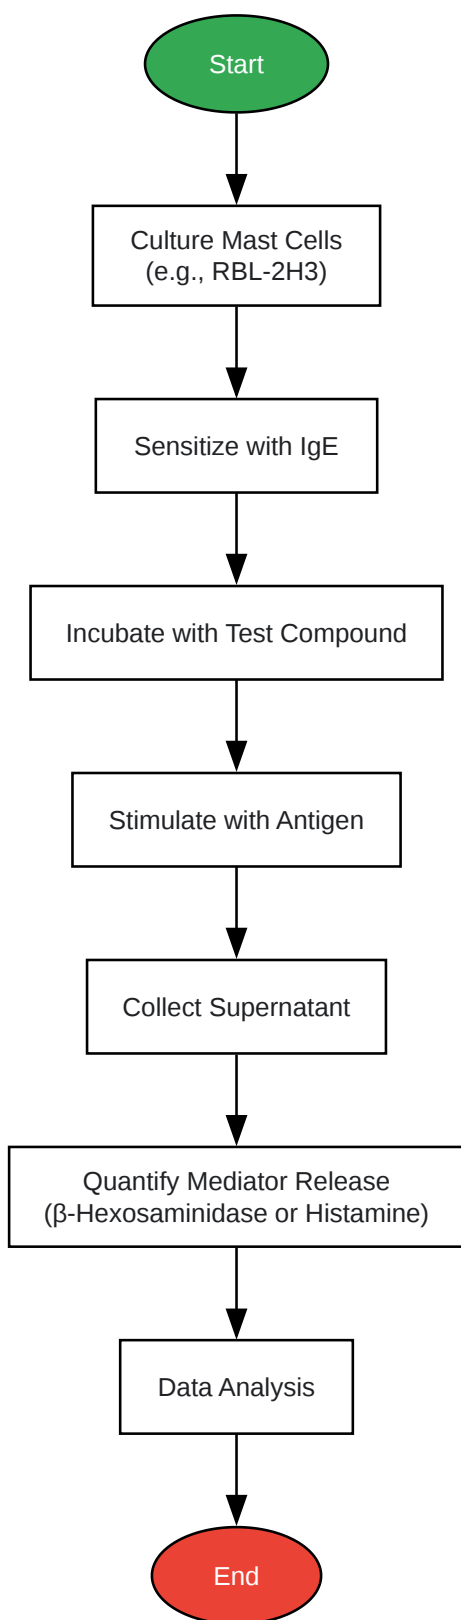 Start
Culture Mast Cells
(e.g., RBL-2H3)
Sensitize with IgE
Incubate with Test Compound
Stimulate with Antigen
Collect Supernatant
Quantify Mediator Release
(β-Hexosaminidase or Histamine)
Data Analysis
End